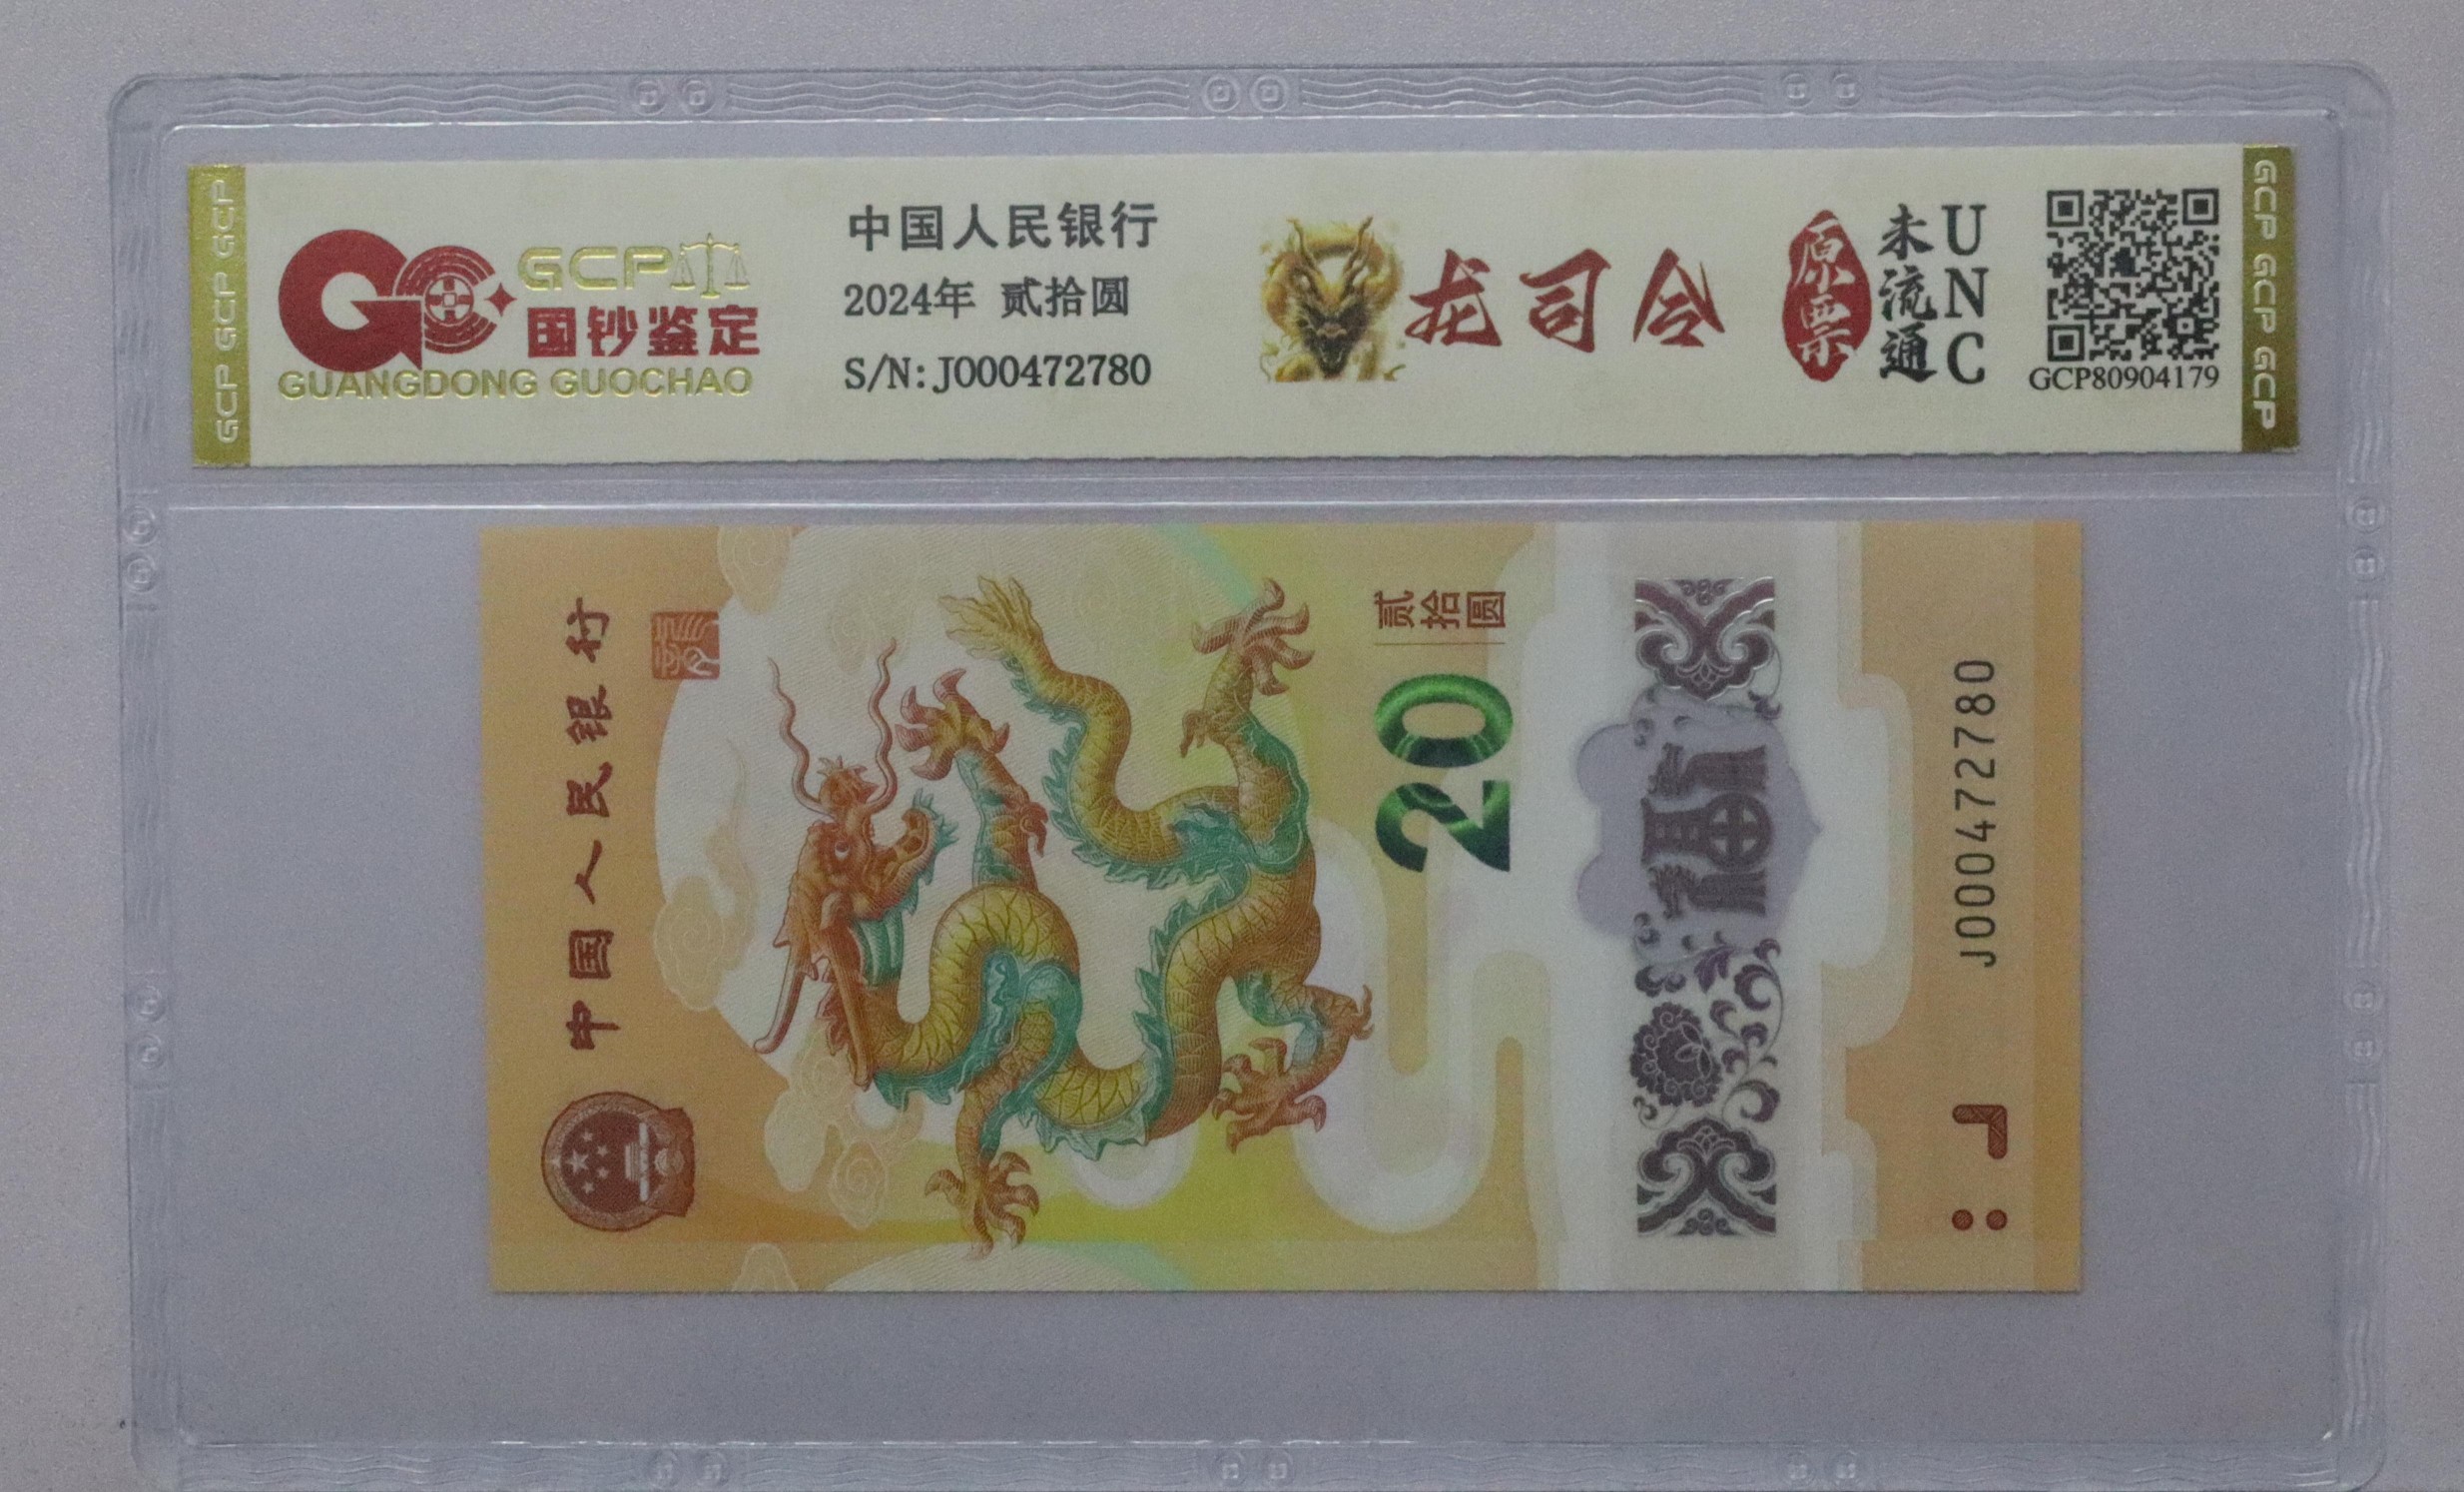 GCP GCP GCP
GCP
国钞鉴定
GUANGDONG GUOCHAO
中国人民银行
2024年 贰拾圆
S/N: J000472780
龙司令
原票
未流通
UNC
GCP80904179
GCP GCP GCP
中国人民银行
贰拾圆
20
福
J000472780